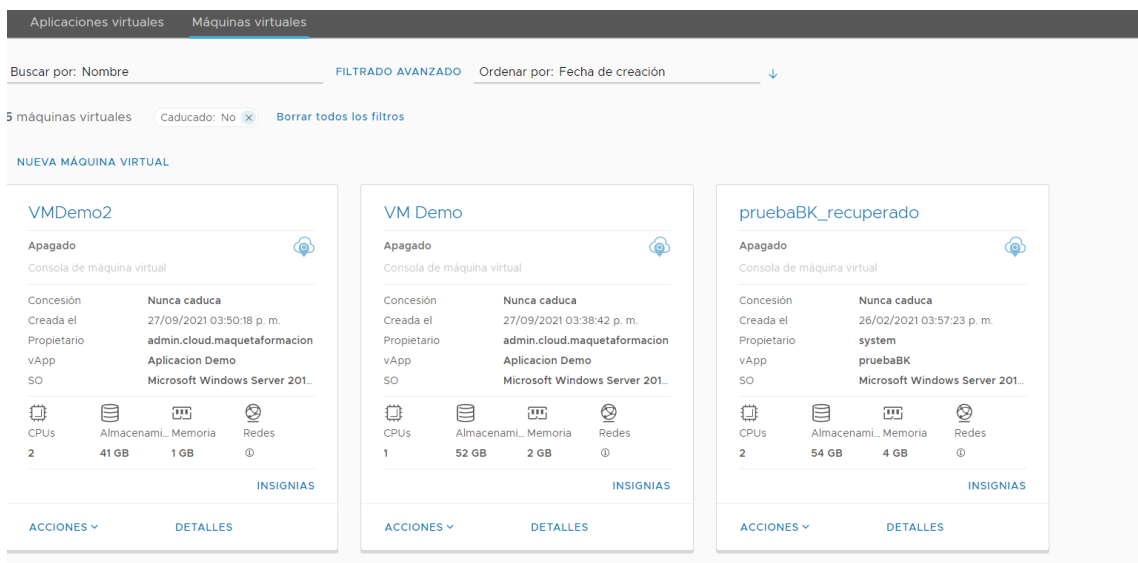 Aplicaciones virtuales Máquinas virtuales
Buscar por: Nombre FILTRADO AVANZADO Ordenar por: Fecha de creación
5 máquinas virtuales Caducado: No Borrar todos los filtros
NUEVA MÁQUINA VIRTUAL
VMDemo2
Apagado
Consola de máquina virtual
Concesión Nunca caduca
Creada el 27/09/2021 03:50:18 p. m.
Propietario admin.cloud.maquetaformacion
vApp Aplicacion Demo
SO Microsoft Windows Server 201...
CPUs Almacenami... Memoria Redes
2 41 GB 1 GB
INSIGNIAS
ACCIONES DETALLES
VM Demo
Apagado
Consola de máquina virtual
Concesión Nunca caduca
Creada el 27/09/2021 03:38:42 p. m.
Propietario admin.cloud.maquetaformacion
vApp Aplicacion Demo
SO Microsoft Windows Server 201...
CPUs Almacenami... Memoria Redes
1 52 GB 2 GB
INSIGNIAS
ACCIONES DETALLES
pruebaBK_recuperado
Apagado
Consola de máquina virtual
Concesión Nunca caduca
Creada el 26/02/2021 03:57:23 p. m.
Propietario system
vApp pruebaBK
SO Microsoft Windows Server 201...
CPUs Almacenami... Memoria Redes
2 54 GB 4 GB
INSIGNIAS
ACCIONES DETALLES